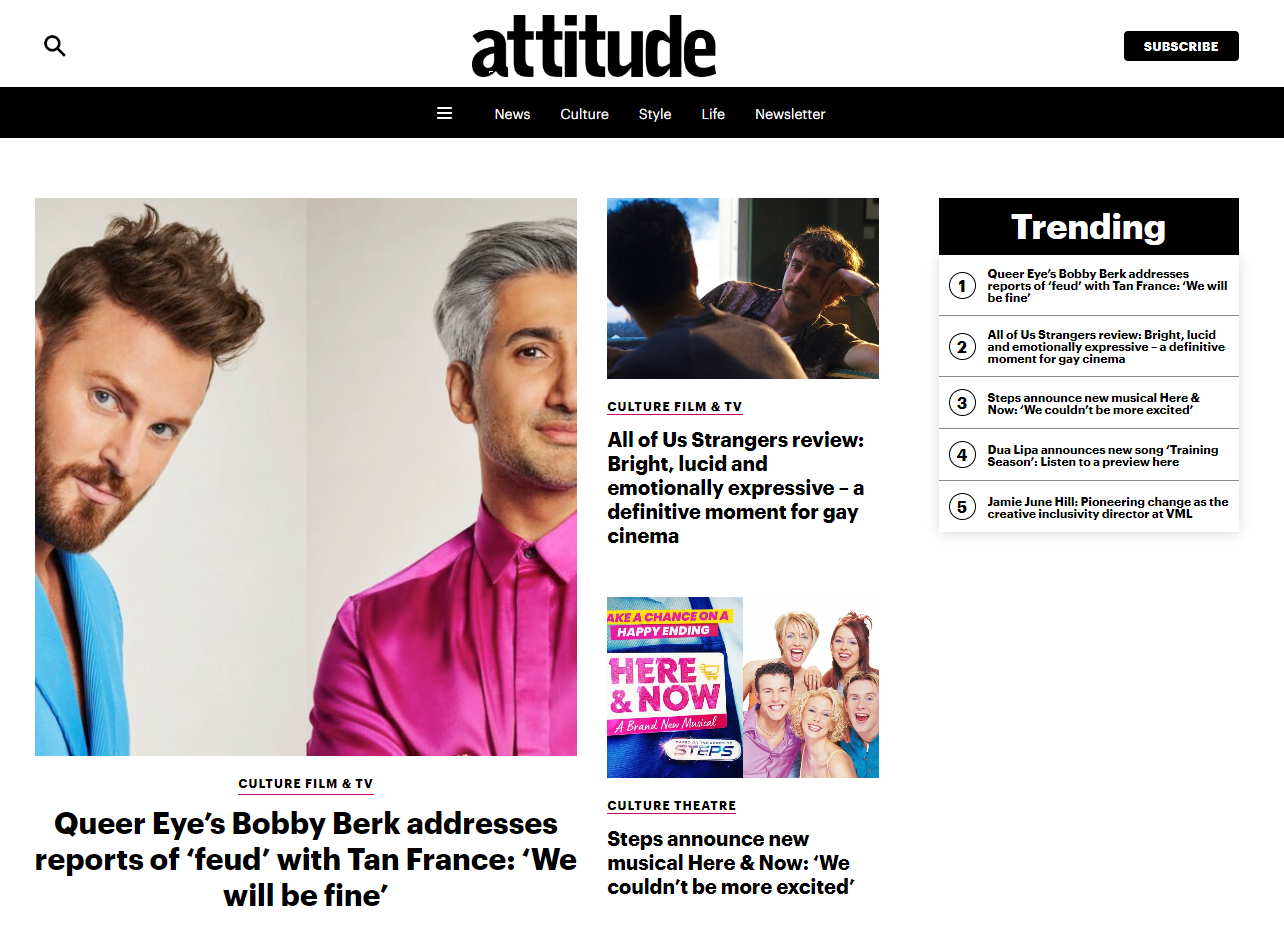 attitude
SUBSCRIBE
News Culture Style Life Newsletter
CULTURE FILM & TV
Queer Eye’s Bobby Berk addresses
reports of ‘feud’ with Tan France: ‘We
will be fine’
CULTURE FILM & TV
All of Us Strangers review:
Bright, lucid and
emotionally expressive – a
definitive moment for gay
cinema
AKE A CHANCE ON A
HAPPY ENDING
HERE
& NOW
A Brand New Musical
STEPS
CULTURE THEATRE
Steps announce new
musical Here & Now: ‘We
couldn’t be more excited’
Trending
1
Queer Eye’s Bobby Berk addresses
reports of ‘feud’ with Tan France: ‘We will
be fine’
2
All of Us Strangers review: Bright, lucid
and emotionally expressive – a definitive
moment for gay cinema
3
Steps announce new musical Here &
Now: ‘We couldn’t be more excited’
4
Dua Lipa announces new song ‘Training
Season’: Listen to a preview here
5
Jamie June Hill: Pioneering change as the
creative inclusivity director at VML